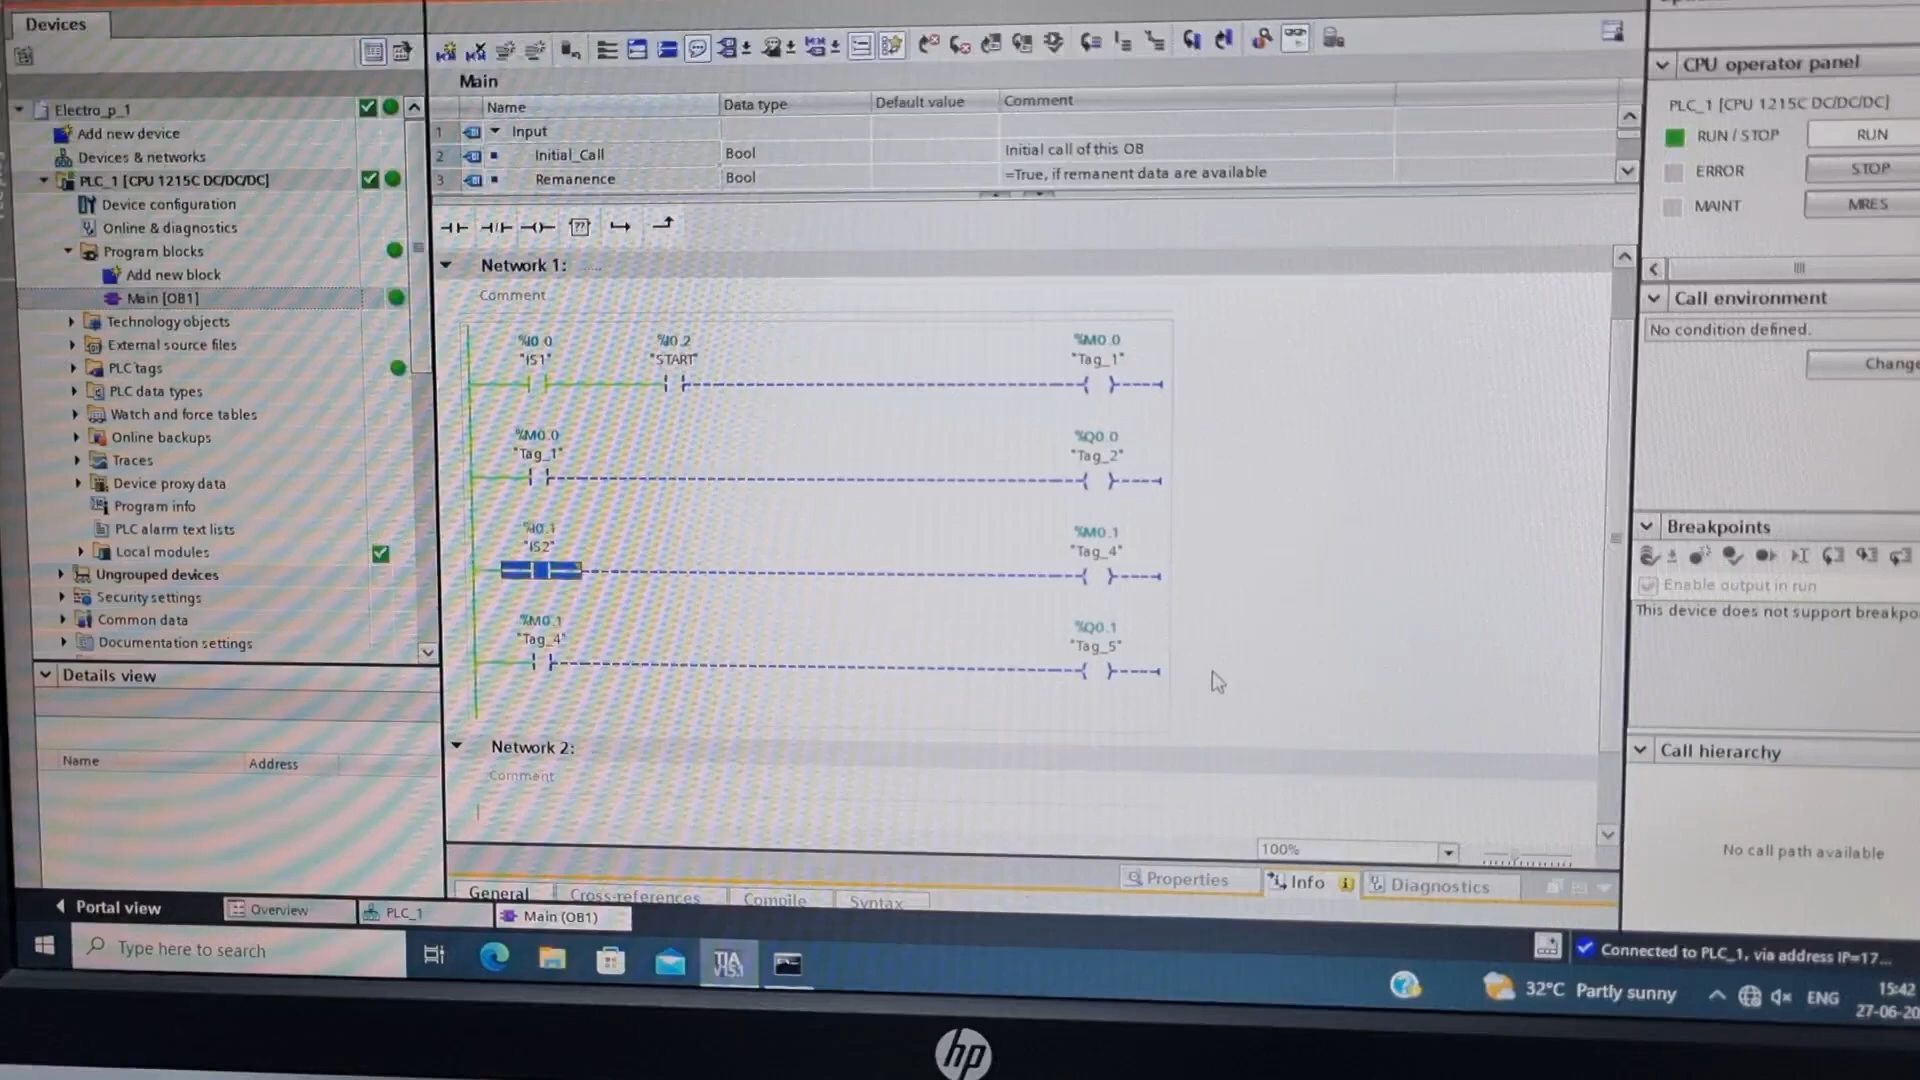 Devices
Electro_p_1
Add new device
Devices & networks
PLC_1 [CPU 1215C DC/DC/DC]
Device configuration
Online & diagnostics
Program blocks
Add new block
Main [OB1]
Technology objects
External source files
PLC tags
PLC data types
Watch and force tables
Online backups
Traces
Device proxy data
Program info
PLC alarm text lists
Local modules
Ungrouped devices
Security settings
Common data
Documentation settings
Details view
Name Address
Main
Name Data type Default value Comment
1 Input
2 Initial_Call Bool Initial call of this OB
3 Remanence Bool =True, if remanent data are available
??
Network 1: .....
Comment
%I0.0 %I0.2 %M0.0
"IS1" "START" "Tag_1"
%M0.0 %Q0.0
"Tag_1" "Tag_2"
%I0.1 %M0.1
"IS2" "Tag_4"
%M0.1 %Q0.1
"Tag_4" "Tag_5"
Network 2: .....
Comment
100%
Properties Info Diagnostics
General Cross-references Compile Syntax
CPU operator panel
PLC_1 [CPU 1215C DC/DC/DC]
RUN / STOP RUN
ERROR STOP
MAINT MRES
Call environment
No condition defined.
Change
Breakpoints
Enable output in run
This device does not support breakpo
Call hierarchy
No call path available
Portal view Overview PLC_1 Main (OB1)
Connected to PLC_1, via address IP=17...
Type here to search
TIA
V15.1
32°C Partly sunny ENG 15:42
27-06-20
hp